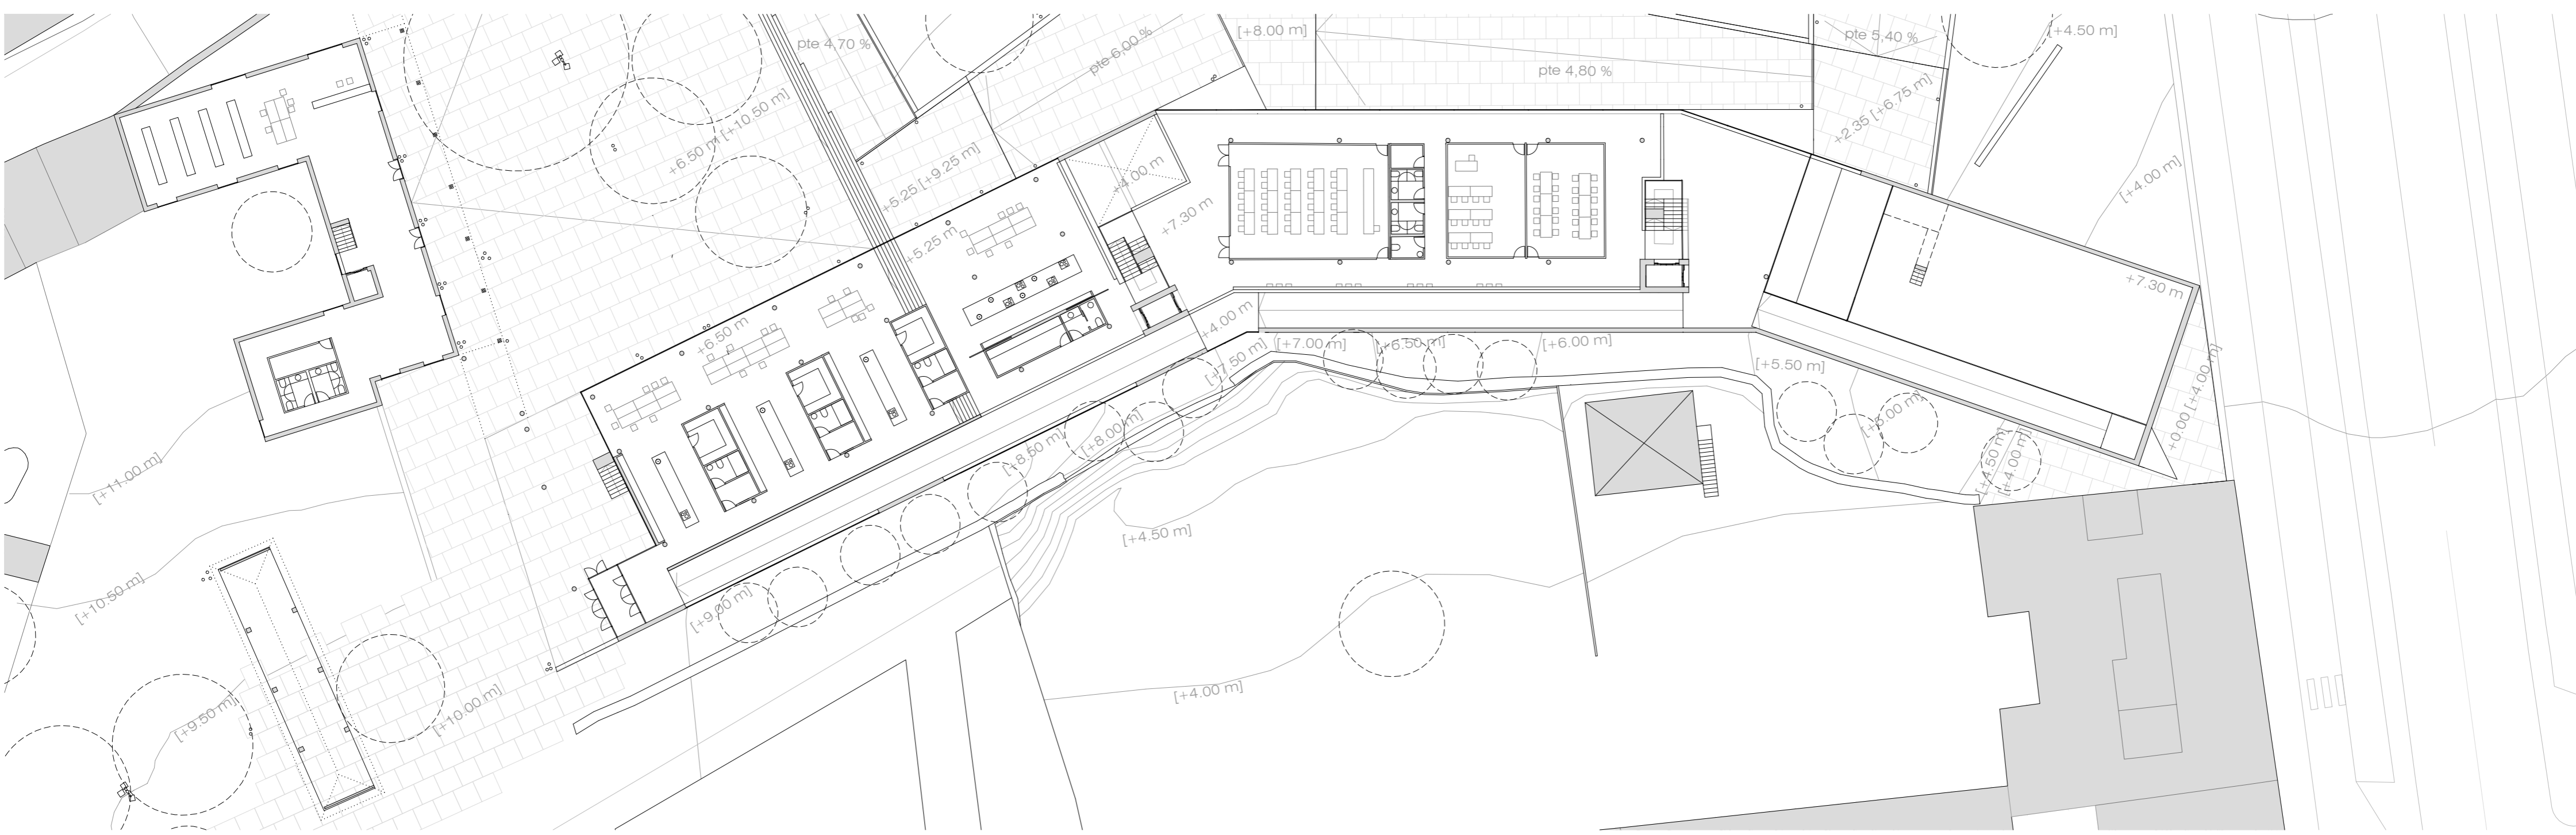 pte 4,70 %
pte 6,00 %
[+8.00 m]
pte 4,80 %
pte 5,40 %
[+4.50 m]
+6.50 m [+10.50 m]
+5.25 [+9.25 m]
+4.00 m
+2.35 [+6.75 m]
[+4.00 m]
+5.25 m
+7.30 m
+7.30 m
+6.50 m
+4.00 m
[+7.50 m]
[+7.00 m]
[+6.50 m]
[+6.00 m]
[+5.50 m]
+0.00 [+4.00 m]
[+5.00 m]
[+8.00 m]
[+8.50 m]
[+4.50 m]
[+4.00 m]
[+11.00 m]
[+4.50 m]
[+10.50 m]
[+9.00 m]
[+4.00 m]
[+10.00 m]
[+9.50 m]